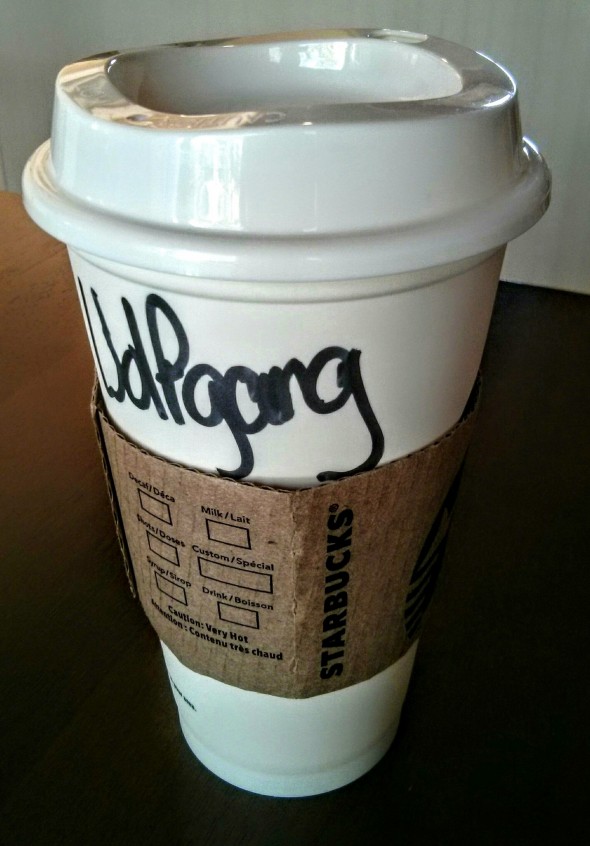 Wolfgang
Decaf/Déca
Milk/Lait
Shots/Doses
Custom/Spécial
Syrup/Sirop
Drink/Boisson
Caution: Very Hot
Attention : Contenu très chaud
STARBUCKS®